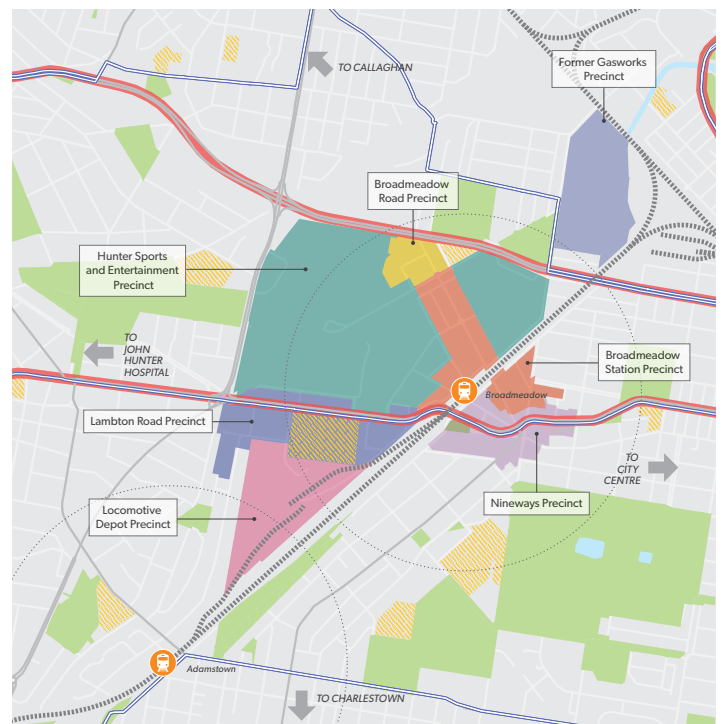 TO CALLAGHAN
Former Gasworks
Precinct
Broadmeadow
Road Precinct
Hunter Sports
and Entertainment
Precinct
TO
JOHN
HUNTER
HOSPITAL
Broadmeadow
Station Precinct
Broadmeadow
Lambton Road Precinct
TO
CITY
CENTRE
Nineways Precinct
Locomotive
Depot Precinct
Adamstown
TO CHARLESTOWN